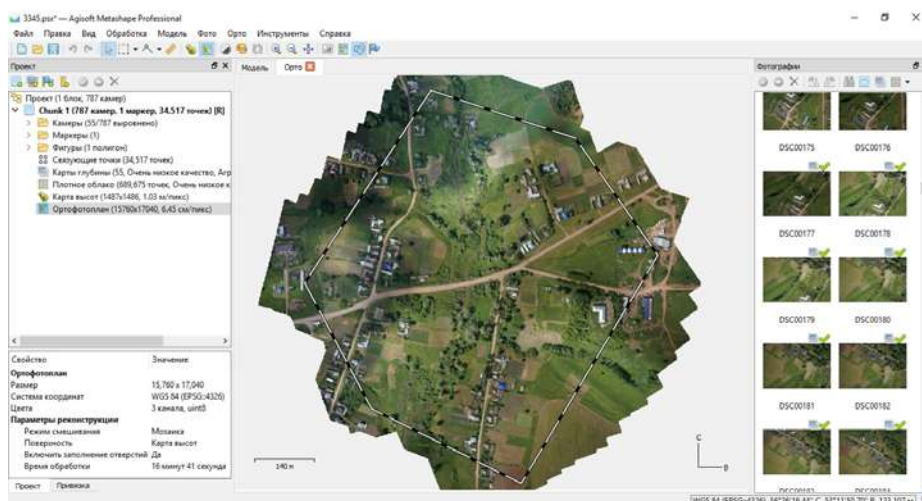 3345.psx* — Agisoft Metashape Professional
Файл Правка Вид Обработка Модель Фото Орто Инструменты Справка
Проект
Модель Орто
Фотографии
Проект (1 блок, 787 камер)
Chunk 1 (787 камер, 1 маркер, 34,517 точек) [R]
Камеры (55/787 выровнено)
Маркеры (1)
Фигуры (1 полигон)
Связующие точки (34,517 точек)
Карты глубины (55, Очень низкое качество, Агр
Плотное облако (689,675 точек, Очень низкое к
Карта высот (1487x1486, 1.03 м/пикс)
Ортофотоплан (15760x17040, 6.45 см/пикс)
DSC00175 DSC00176
DSC00177 DSC00178
DSC00179 DSC00180
DSC00181 DSC00182
DSC00183 DSC00184
Свойство Значение
Ортофотоплан
Размер 15,760 x 17,040
Система координат WGS 84 (EPSG::4326)
Цвета 3 канала, uint8
Параметры реконструкции
Режим смешивания Мозаика
Поверхность Карта высот
Включить заполнение отверстий Да
Время обработки 16 минут 41 секунда
140 м
С
В
Проект Привязка
WGS 84 (EPSG::4326)